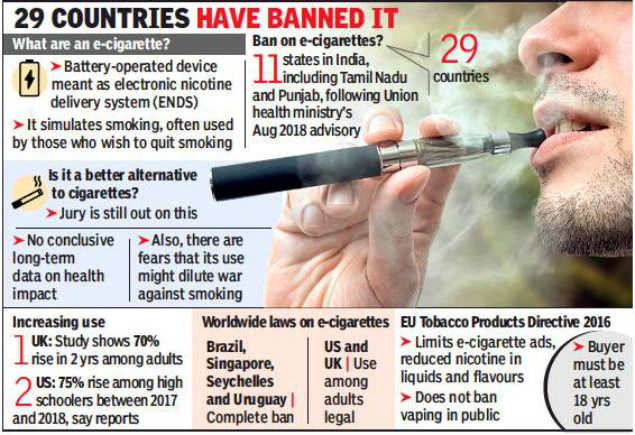 29 COUNTRIES HAVE BANNED IT
What are an e-cigarette?
➤ Battery-operated device
meant as electronic nicotine
delivery system (ENDS)
➤ It simulates smoking, often used
by those who wish to quit smoking
Ban on e-cigarettes?
11 states in India,
including Tamil Nadu
and Punjab, following Union
health ministry's
Aug 2018 advisory
29
countries
Is it a better alternative
to cigarettes?
➤ Jury is still out on this
➤ No conclusive
long-term
data on health
impact
➤ Also, there are
fears that its use
might dilute war
against smoking
Increasing use
1 UK: Study shows 70%
rise in 2 yrs among adults
2 US: 75% rise among high
schoolers between 2017
and 2018, say reports
Worldwide laws on e-cigarettes
Brazil,
Singapore,
Seychelles
and Uruguay |
Complete ban
US and
UK | Use
among
adults
legal
EU Tobacco Products Directive 2016
➤ Limits e-cigarette ads,
reduced nicotine in
liquids and flavours
➤ Does not ban
vaping in public
➤ Buyer
must be
at least
18 yrs
old